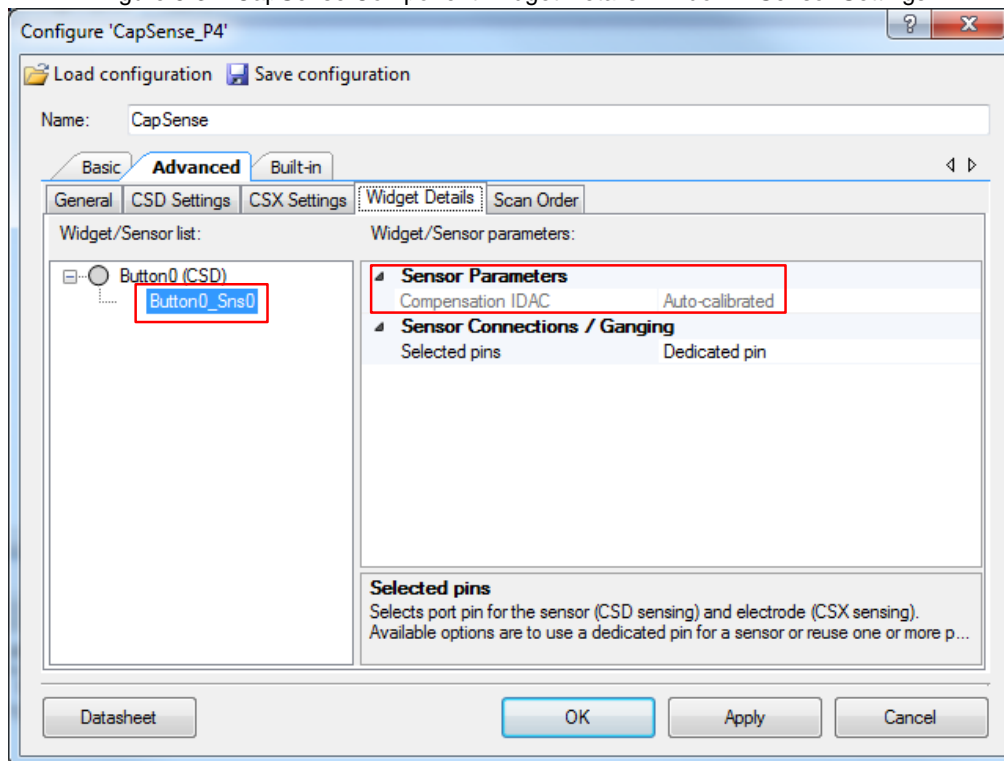 Configure 'CapSense_P4'
Load configuration Save configuration
Name: CapSense
Basic Advanced Built-in
General CSD Settings CSX Settings Widget Details Scan Order
Widget/Sensor list: Widget/Sensor parameters:
Button0 (CSD) Sensor Parameters
Button0_Sns0 Compensation IDAC Auto-calibrated
Sensor Connections / Ganging
Selected pins Dedicated pin
Selected pins
Selects port pin for the sensor (CSD sensing) and electrode (CSX sensing).
Available options are to use a dedicated pin for a sensor or reuse one or more p...
Datasheet OK Apply Cancel